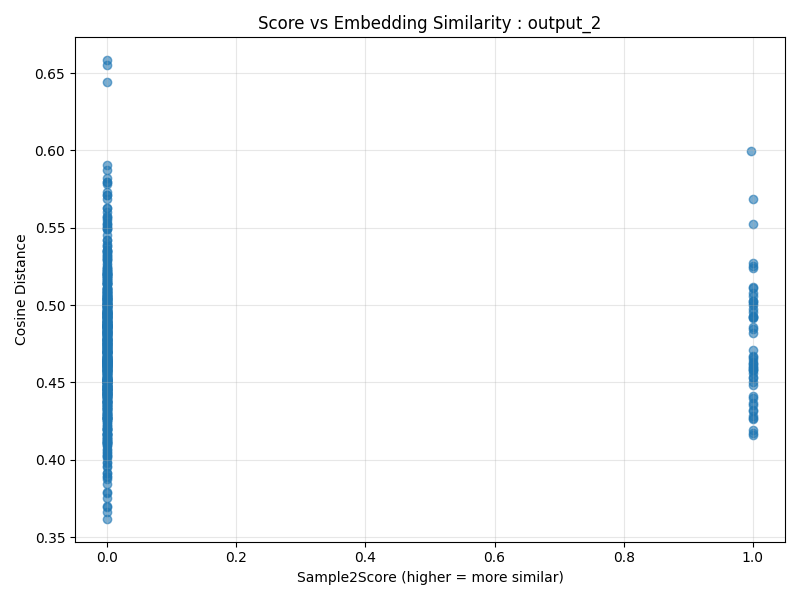 Score vs Embedding Similarity : output_2
Cosine Distance
0.65
0.60
0.55
0.50
0.45
0.40
0.35
0.0 0.2 0.4 0.6 0.8 1.0
Sample2Score (higher = more similar)